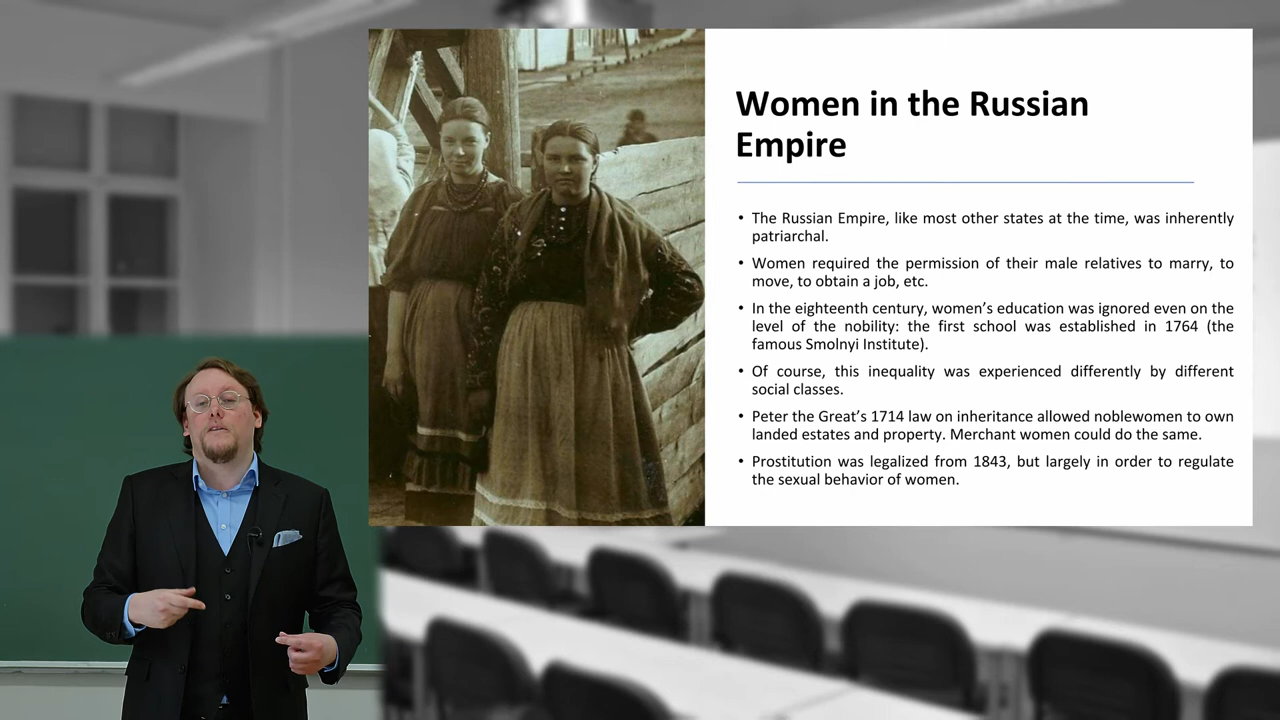 Women in the Russian
Empire
• The Russian Empire, like most other states at the time, was inherently
patriarchal.
• Women required the permission of their male relatives to marry, to
move, to obtain a job, etc.
• In the eighteenth century, women's education was ignored even on the
level of the nobility: the first school was established in 1764 (the
famous Smolnyi Institute).
• Of course, this inequality was experienced differently by different
social classes.
• Peter the Great's 1714 law on inheritance allowed noblewomen to own
landed estates and property. Merchant women could do the same.
• Prostitution was legalized from 1843, but largely in order to regulate
the sexual behavior of women.